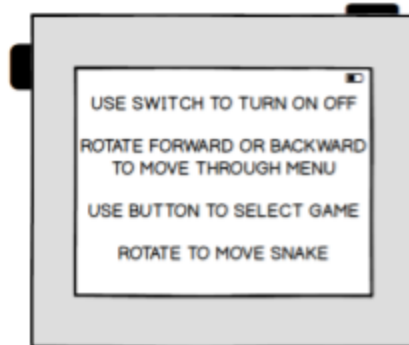 USE SWITCH TO TURN ON OFF
ROTATE FORWARD OR BACKWARD
TO MOVE THROUGH MENU
USE BUTTON TO SELECT GAME
ROTATE TO MOVE SNAKE